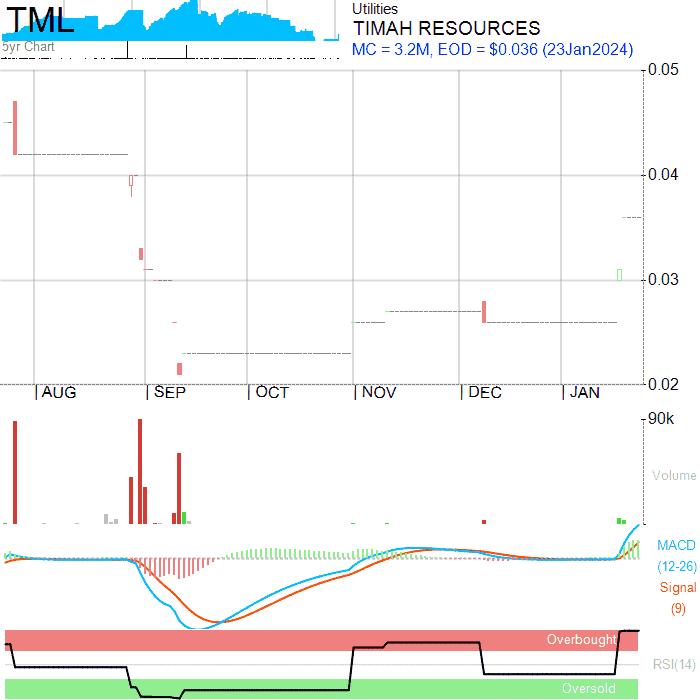 TML
5yr Chart
Utilities
TIMAH RESOURCES
MC = 3.2M, EOD = $0.036 (23Jan2024)
0.05
0.04
0.03
0.02
AUG SEP OCT NOV DEC JAN
90k
Volume
MACD
(12-26)
Signal
(9)
Overbought
RSI(14)
Oversold